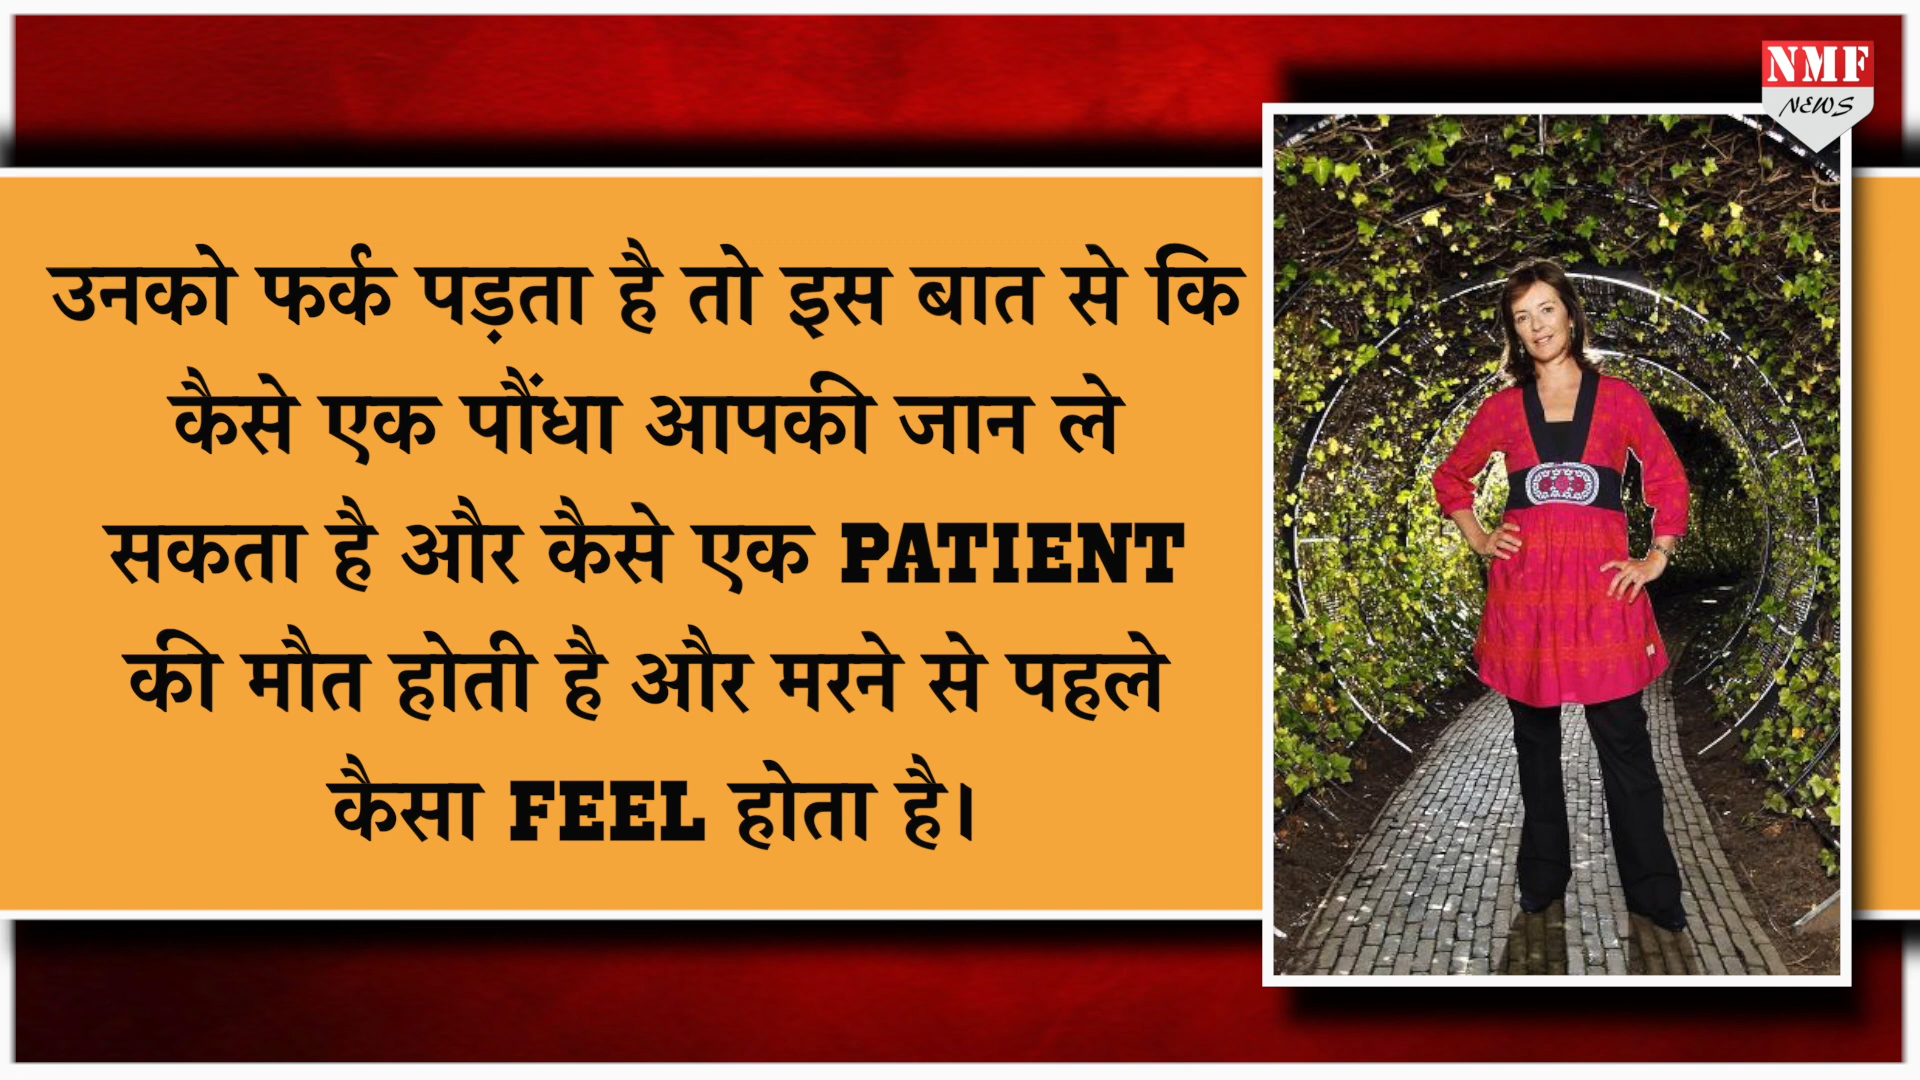 NMF
NEWS
उनको फर्क पड़ता है तो इस बात से कि
कैसे एक पौंधा आपकी जान ले
सकता है और कैसे एक PATIENT
की मौत होती है और मरने से पहले
कैसा FEEL होता है।